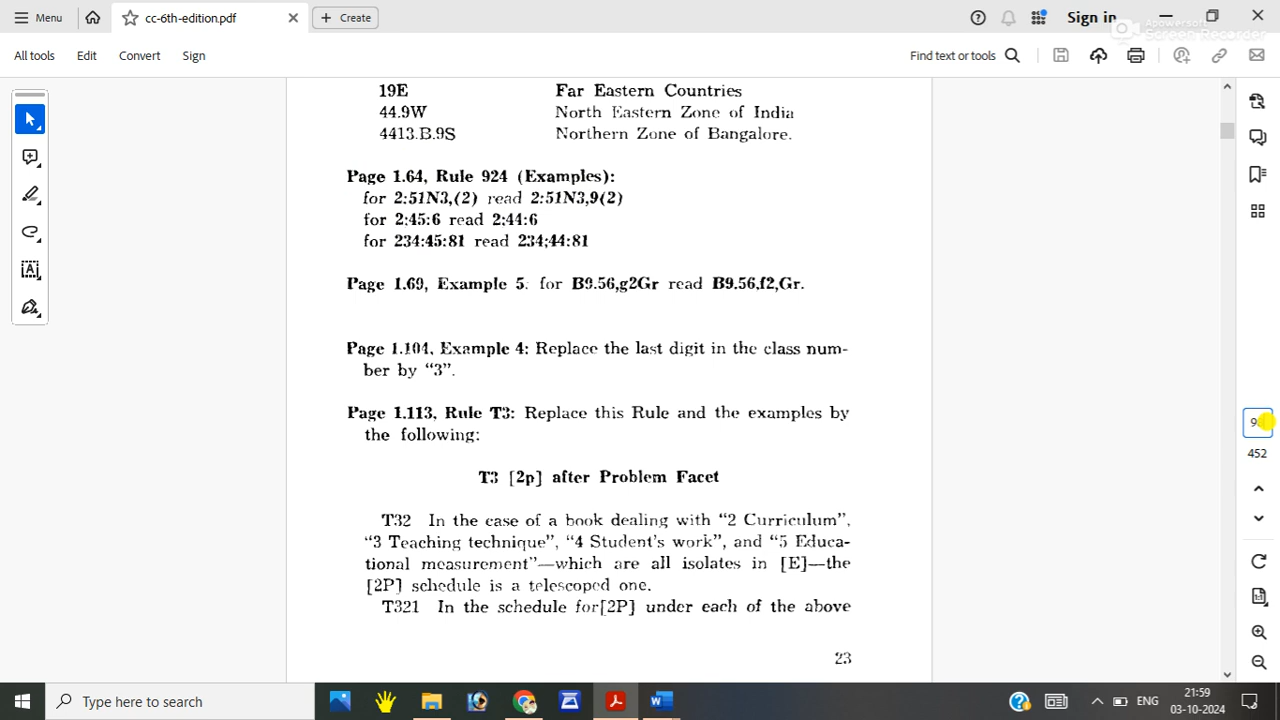 Menu
cc-6th-edition.pdf
Create
Sign in
Apowersoft
Screen Recorder
All tools
Edit
Convert
Sign
Find text or tools
19E Far Eastern Countries
44.9W North Eastern Zone of India
4413.B.9S Northern Zone of Bangalore.
Page 1.64, Rule 924 (Examples):
for 2:51N3,(2) read 2:51N3,9(2)
for 2:45:6 read 2;44:6
for 234:45:81 read 234;44:81
Page 1.69, Example 5: for B9.56,g2Gr read B9.56,f2,Gr.
Page 1.104, Example 4: Replace the last digit in the class num-
ber by “3”.
Page 1.113, Rule T3: Replace this Rule and the examples by
the following:
T3 [2p] after Problem Facet
T32 In the case of a book dealing with “2 Curriculum”,
“3 Teaching technique”, “4 Student's work”, and “5 Educa-
tional measurement”—which are all isolates in [E]—the
[2P] schedule is a telescoped one.
T321 In the schedule for[2P] under each of the above
23
452
Type here to search
ENG
21:59
03-10-2024